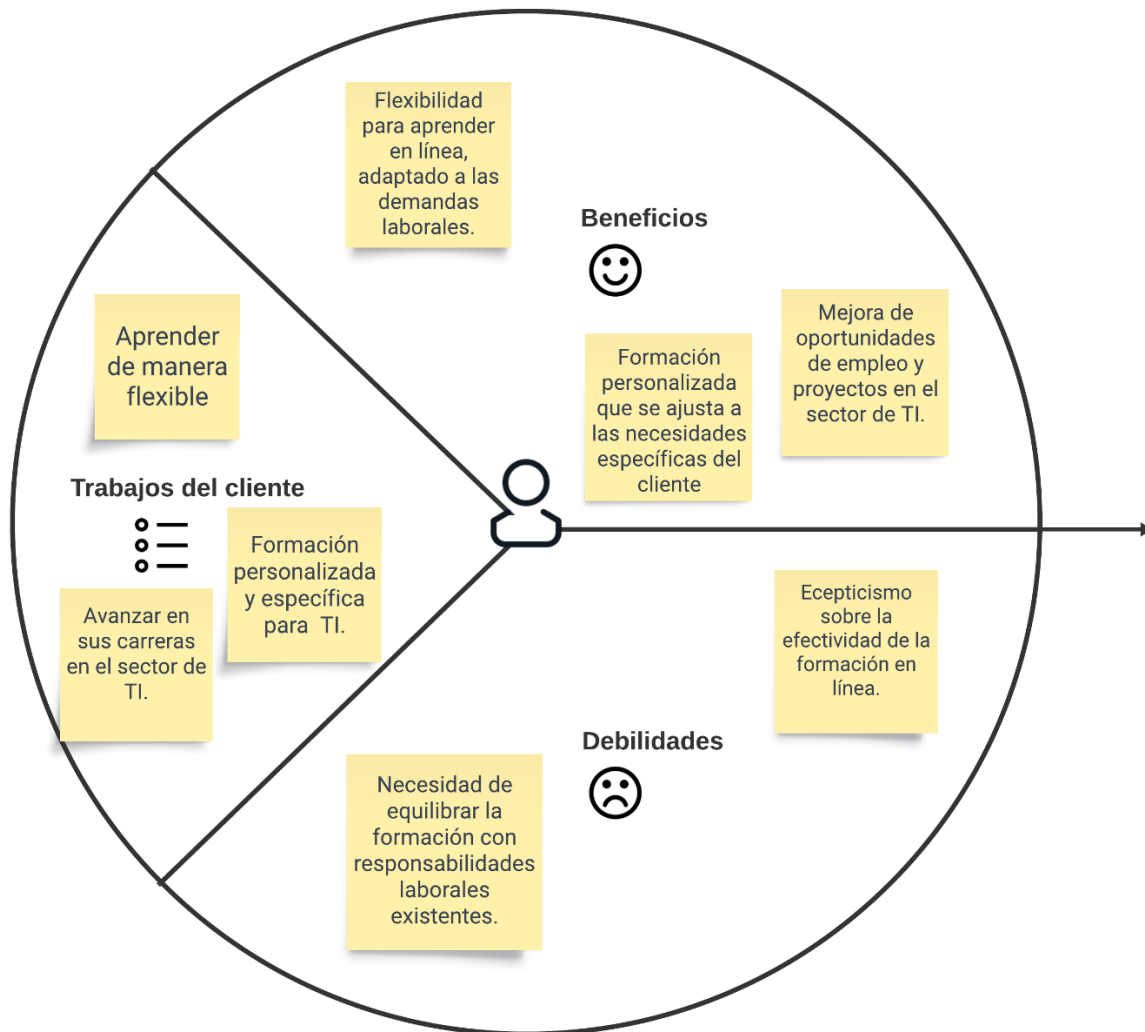 Flexibilidad
para aprender
en línea,
adaptado a las
demandas
laborales.
Beneficios
Mejora de
oportunidades
de empleo y
proyectos en el
sector de TI.
Formación
personalizada
que se ajusta a
las necesidades
específicas del
cliente
Aprender
de manera
flexible
Trabajos del cliente
Formación
personalizada
y específica
para TI.
Avanzar en
sus carreras
en el sector de
TI.
Ecepticismo
sobre la
efectividad de la
formación en
línea.
Debilidades
Necesidad de
equilibrar la
formación con
responsabilidades
laborales
existentes.